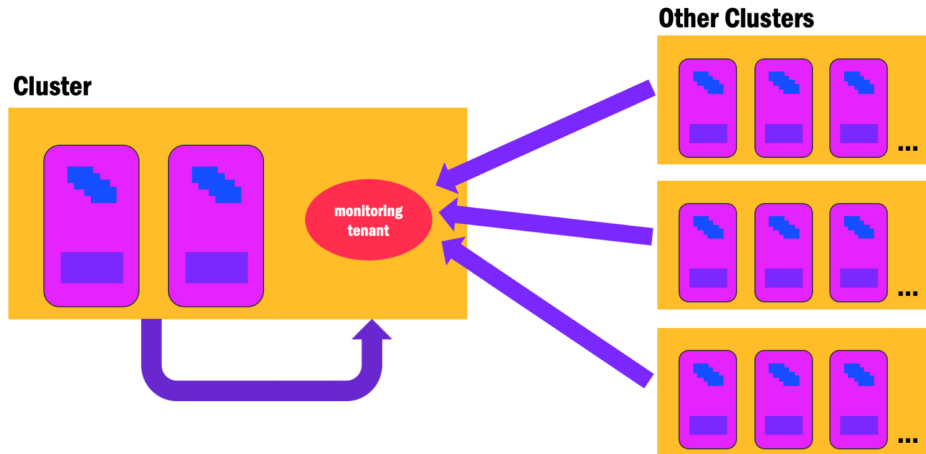 Other Clusters
Cluster
monitoring
tenant
...
...
...